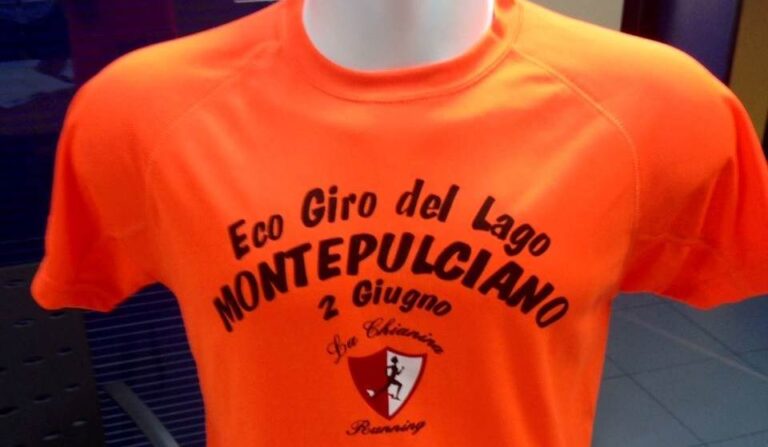 Eco Giro del Lago
MONTEPULCIANO
2 Giugno
La Chianina
Running